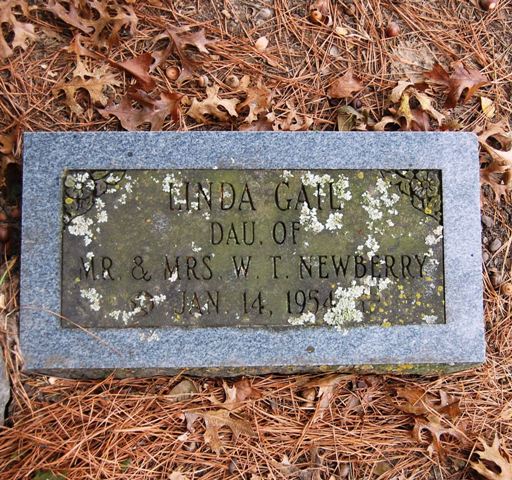 LINDA GAIL
DAU. OF
MR. & MRS. W. T. NEWBERRY
JAN. 14, 1954